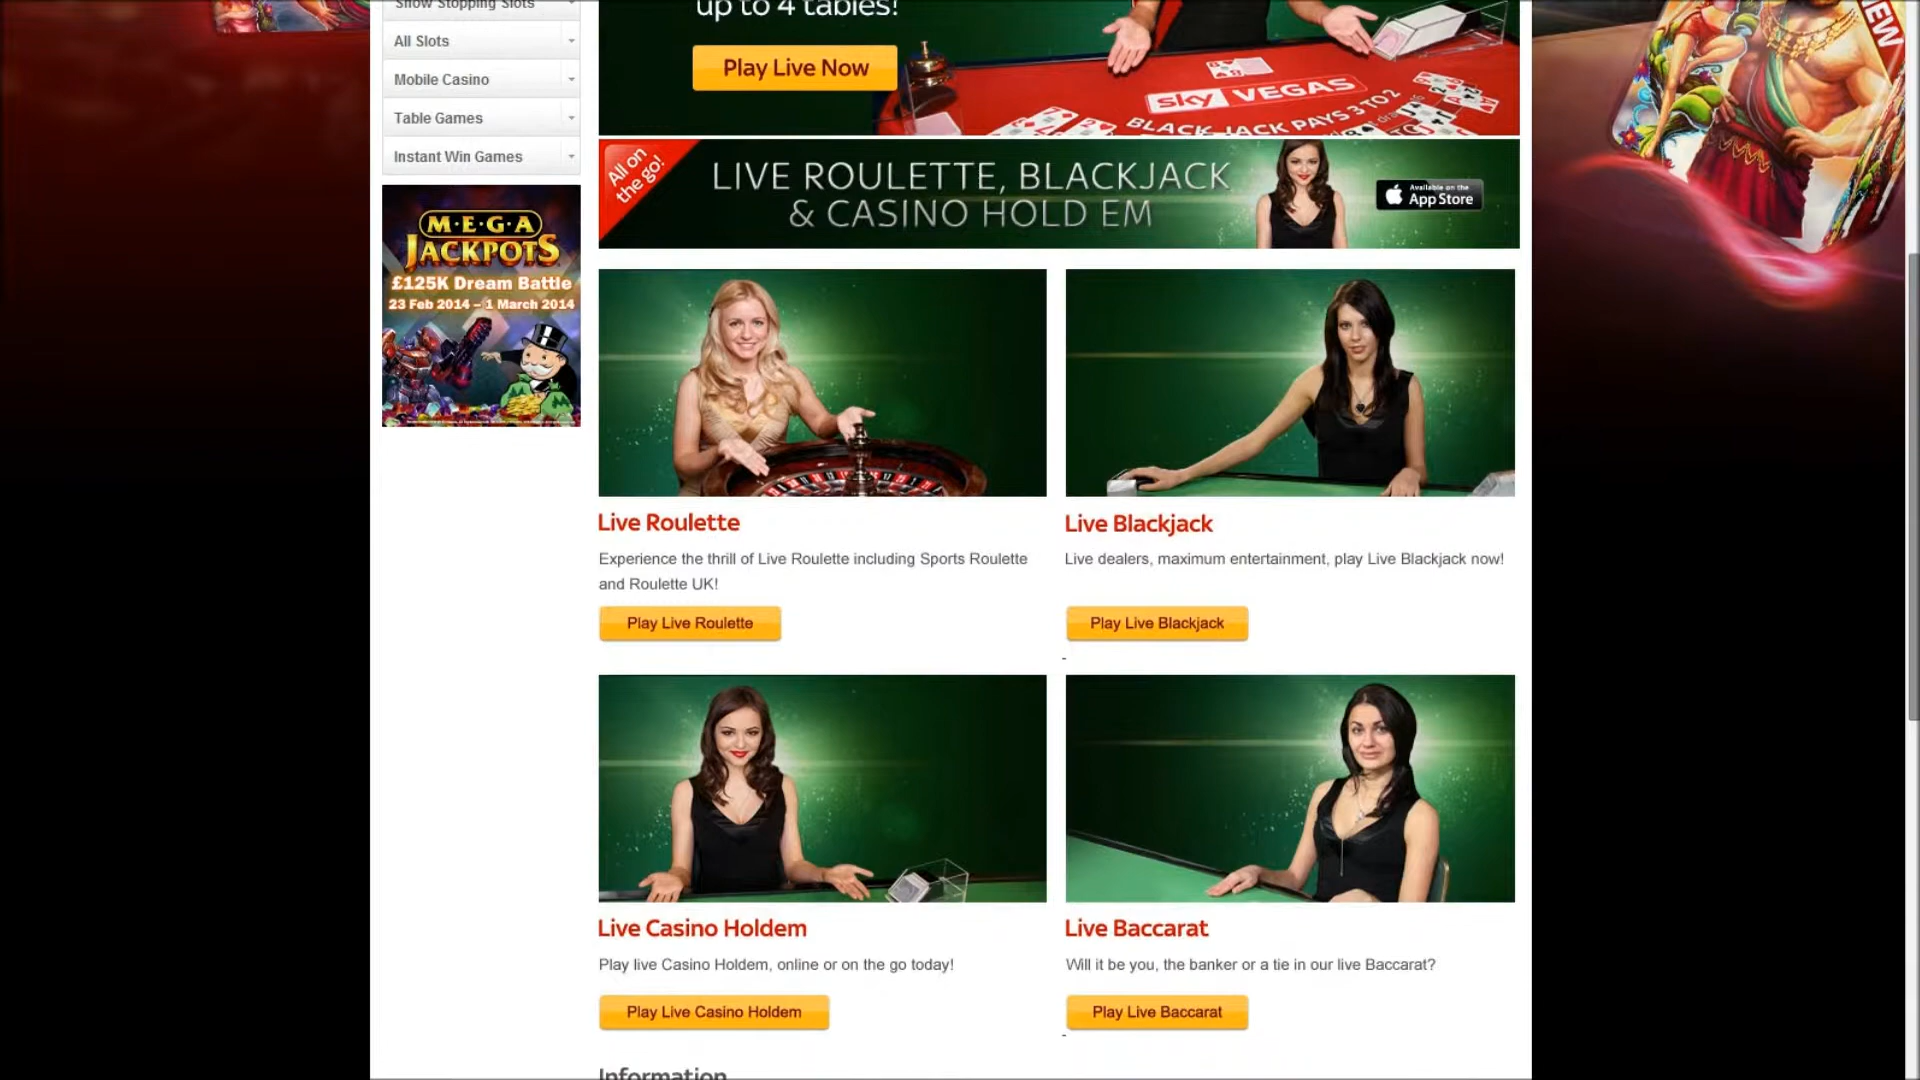 Show Stopping Slots
All Slots
Mobile Casino
Table Games
Instant Win Games
M·E·G·A
JACKPOTS
£125K Dream Battle
23 Feb 2014 – 1 March 2014
up to 4 tables!
Play Live Now
sky VEGAS
BLACK JACK PAYS 3 TO 2
NEW
All on
the go!
LIVE ROULETTE, BLACKJACK
& CASINO HOLD EM
Available on the
App Store
Live Roulette
Experience the thrill of Live Roulette including Sports Roulette
and Roulette UK!
Play Live Roulette
Live Blackjack
Live dealers, maximum entertainment, play Live Blackjack now!
Play Live Blackjack
-
Live Casino Holdem
Play live Casino Holdem, online or on the go today!
Play Live Casino Holdem
Live Baccarat
Will it be you, the banker or a tie in our live Baccarat?
Play Live Baccarat
-
Information